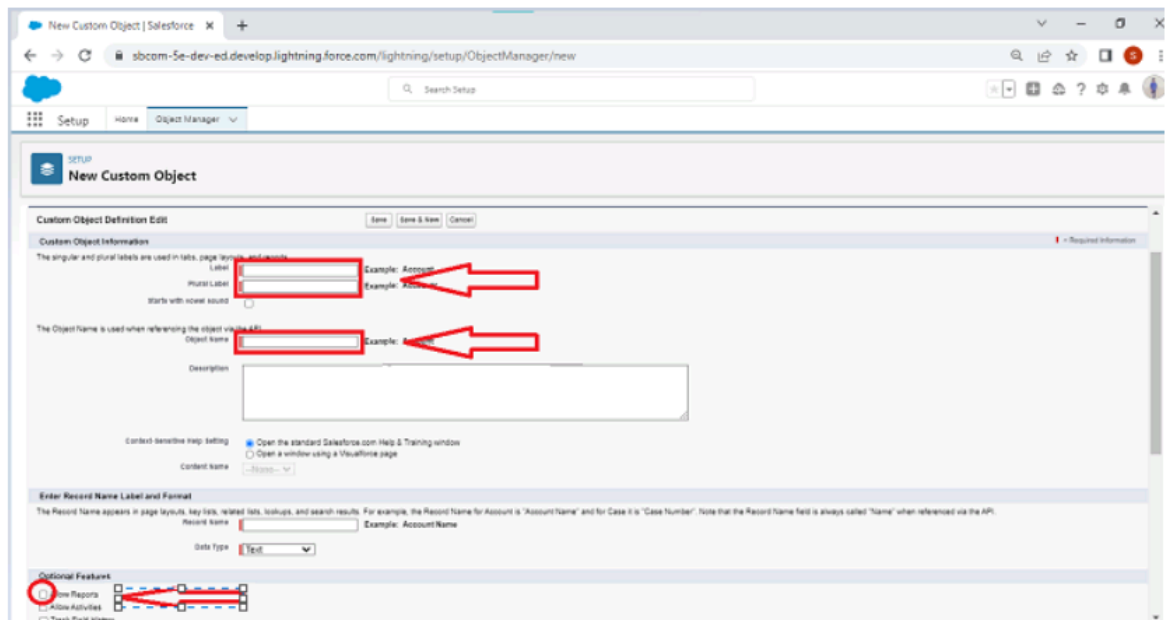 New Custom Object | Salesforce
sbcom-5e-dev-ed.develop.lightning.force.com/lightning/setup/ObjectManager/new
S
Search Setup
Setup Home Object Manager
SETUP
New Custom Object
Custom Object Definition Edit Save Save & New Cancel
Custom Object Information = Required Information
The singular and plural labels are used in tabs, page layouts, and reports.
Label Example: Account
Plural Label Example:
Starts with vowel sound
The Object Name is used when referencing the object via the API.
Object Name Example:
Description
Context-Sensitive Help Setting Open the standard Salesforce.com Help & Training window
Open a window using a Visualforce page
Content Name --None--
Enter Record Name Label and Format
The Record Name appears in page layouts, key lists, related lists, lookups, and search results. For example, the Record Name for Account is "Account Name" and for Case it is "Case Number". Note that the Record Name field is always called "Name" when referenced via the API.
Record Name Example: Account Name
Data Type Text
Optional Features
Allow Reports
Allow Activities
Track Field History